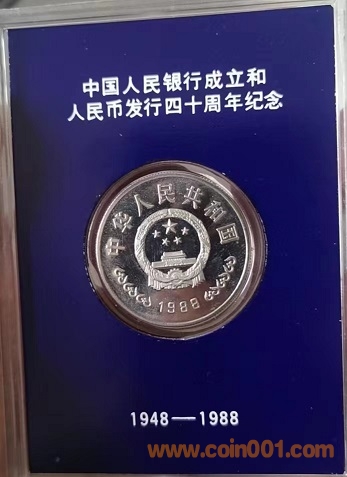 中国人民银行成立和
人民币发行四十周年纪念
中华人民共和国
1988
1948—1988
www.coin001.com